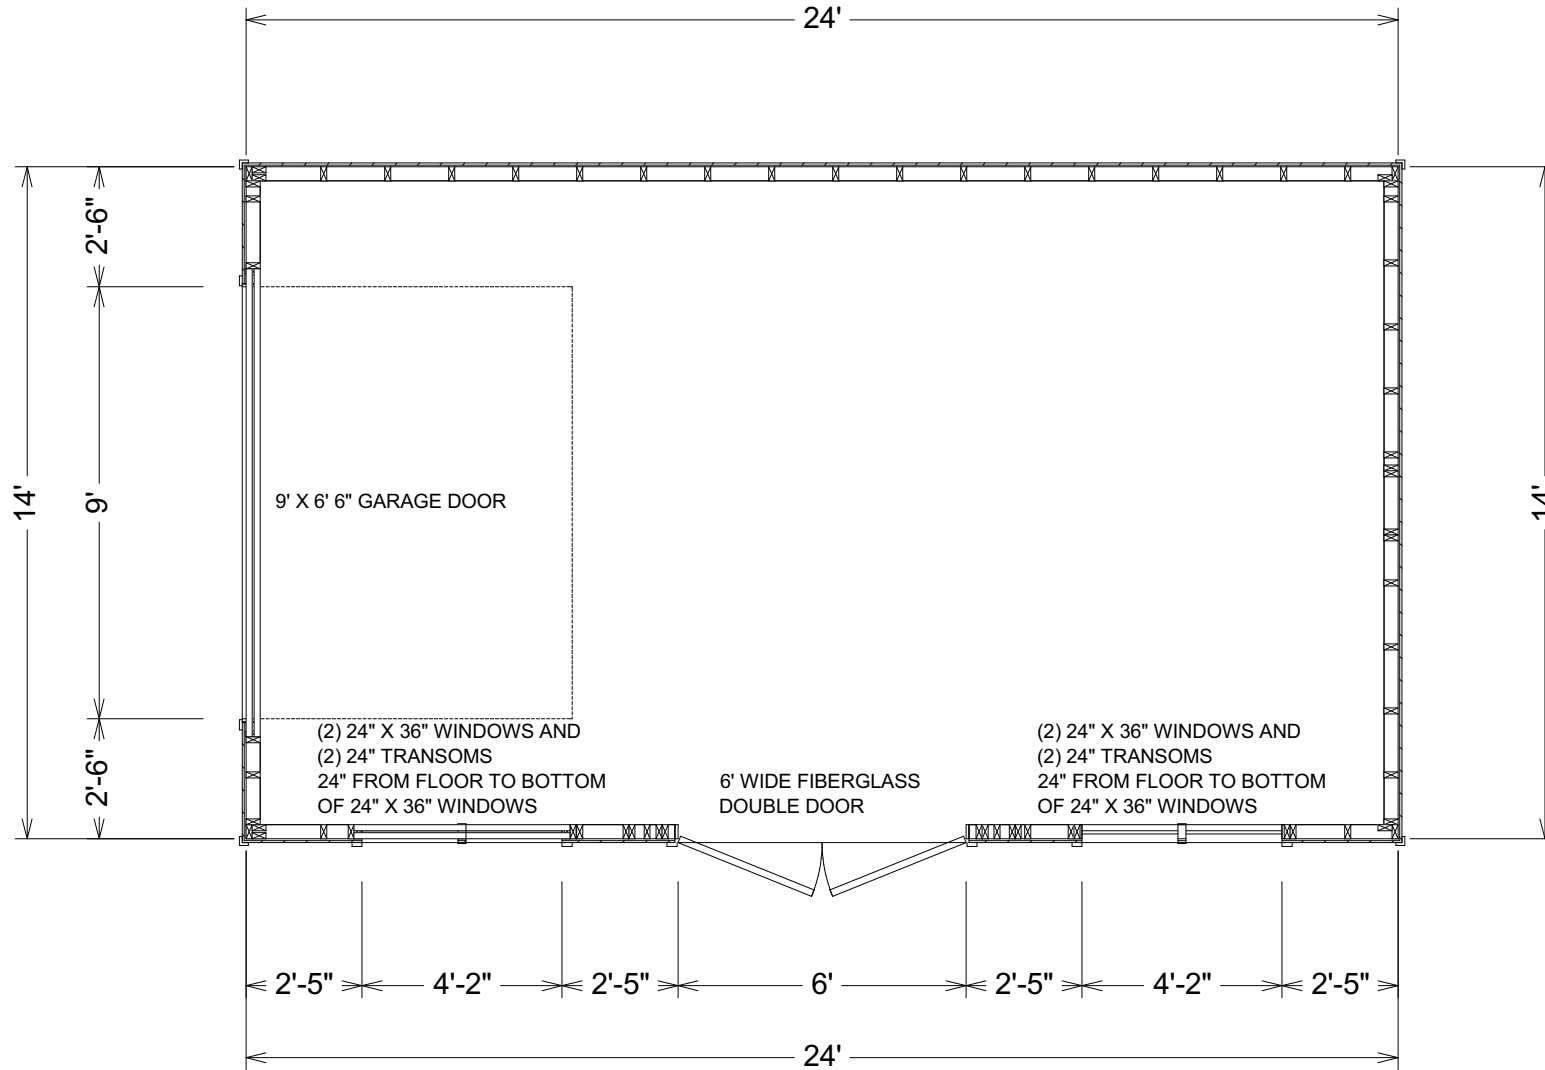 24'
2'-6"
14'
9'
14'
9' X 6' 6" GARAGE DOOR
2'-6"
(2) 24" X 36" WINDOWS AND
(2) 24" TRANSOMS
24" FROM FLOOR TO BOTTOM
OF 24" X 36" WINDOWS
6' WIDE FIBERGLASS
DOUBLE DOOR
(2) 24" X 36" WINDOWS AND
(2) 24" TRANSOMS
24" FROM FLOOR TO BOTTOM
OF 24" X 36" WINDOWS
2'-5" 4'-2" 2'-5" 6' 2'-5" 4'-2" 2'-5"
24'